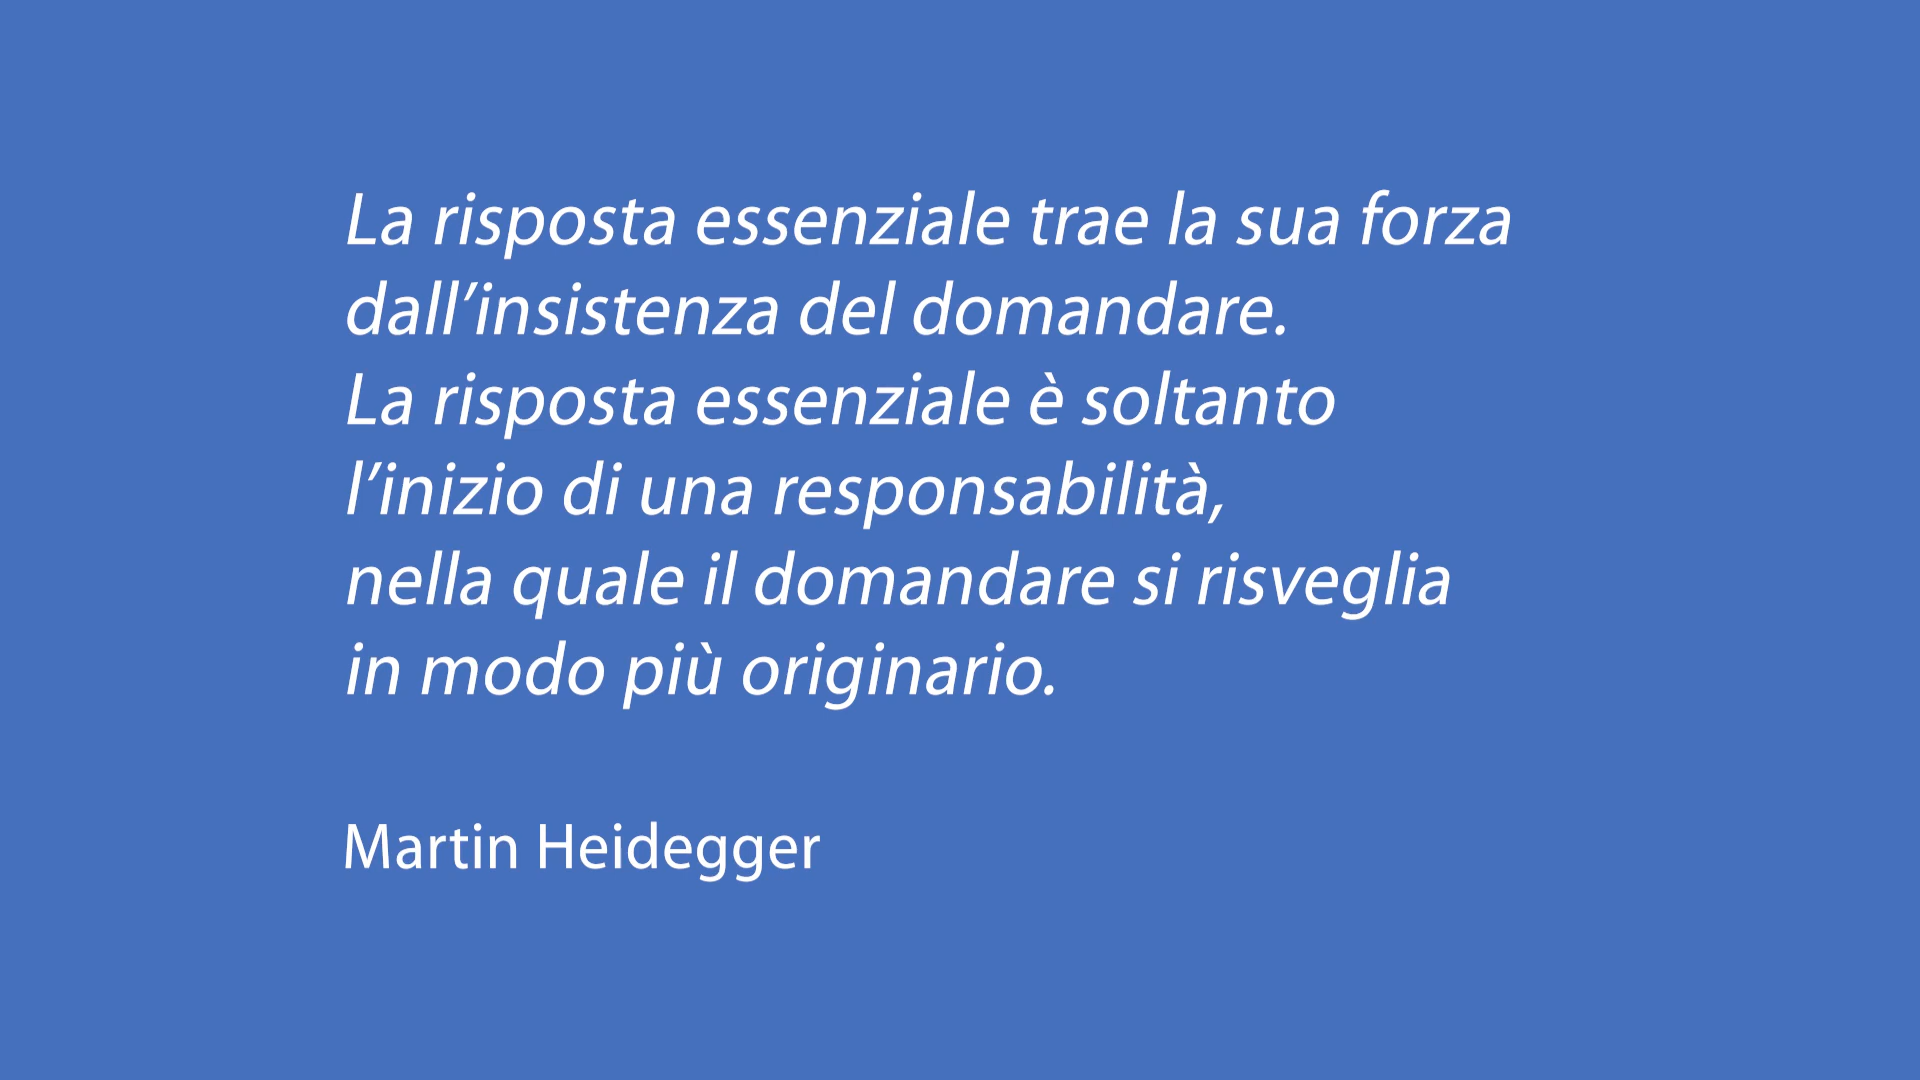 La risposta essenziale trae la sua forza
dall’insistenza del domandare.
La risposta essenziale è soltanto
l’inizio di una responsabilità,
nella quale il domandare si risveglia
in modo più originario.
Martin Heidegger